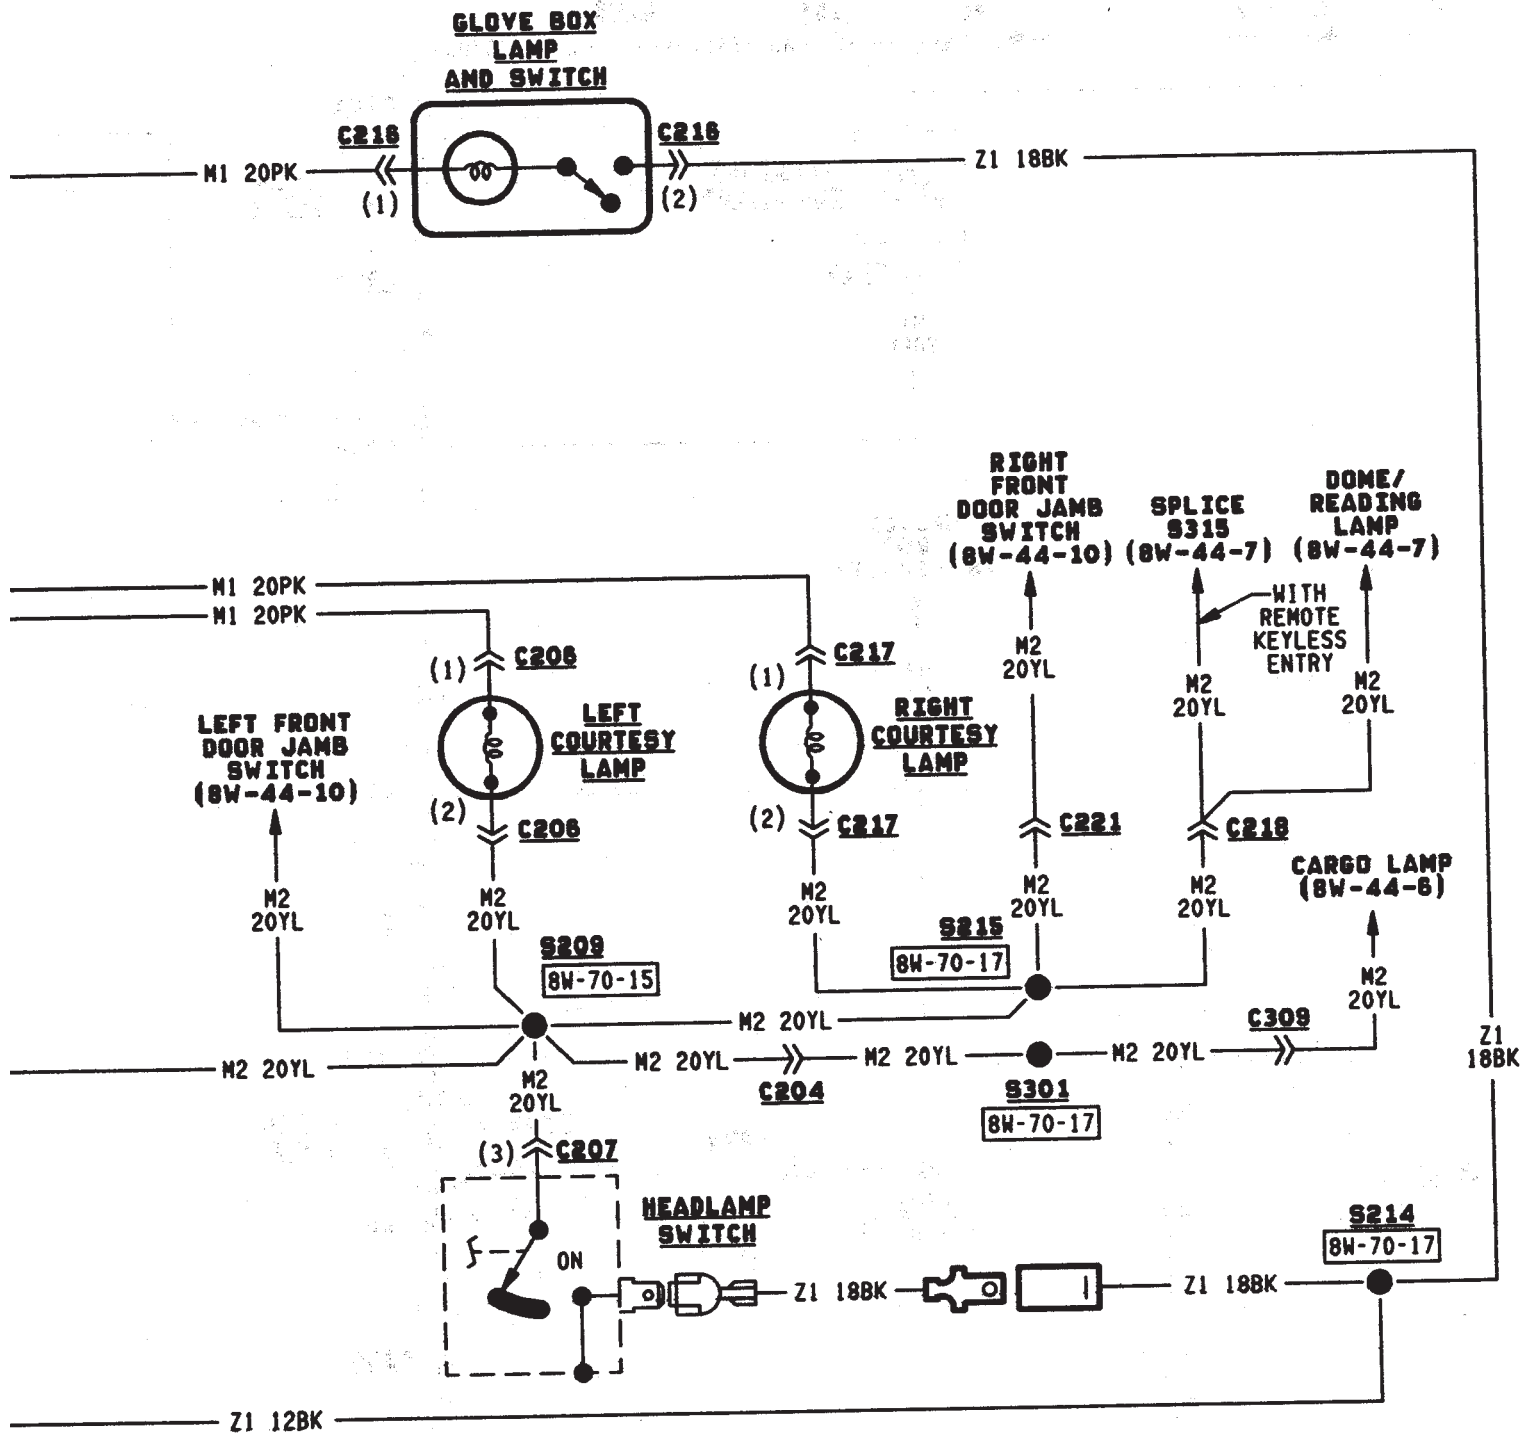 GLOVE BOX
LAMP
AND SWITCH
C216
C216
M1 20PK
(1)
(2)
Z1 18BK
RIGHT
FRONT
DOOR JAMB
SWITCH
(8W-44-10)
SPLICE
S315
(8W-44-7)
DOME/
READING
LAMP
(8W-44-7)
M1 20PK
M1 20PK
WITH
REMOTE
KEYLESS
ENTRY
(1)
C206
(1)
C217
M2
20YL
M2
20YL
M2
20YL
LEFT FRONT
DOOR JAMB
SWITCH
(8W-44-10)
LEFT
COURTESY
LAMP
RIGHT
COURTESY
LAMP
(2)
C206
(2)
C217
C221
C218
CARGO LAMP
(8W-44-6)
M2
20YL
M2
20YL
M2
20YL
M2
20YL
M2
20YL
S209
8W-70-15
S215
8W-70-17
M2
20YL
M2 20YL
C309
Z1
18BK
M2 20YL
M2 20YL
M2 20YL
M2 20YL
C204
S301
8W-70-17
M2
20YL
(3)
C207
HEADLAMP
SWITCH
ON
S214
8W-70-17
Z1 18BK
Z1 18BK
Z1 12BK